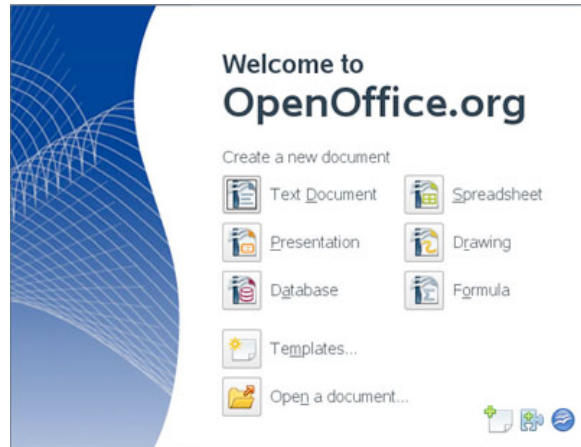 Welcome to
OpenOffice.org
Create a new document
Text Document
Spreadsheet
Presentation
Drawing
Database
Formula
Templates...
Open a document...